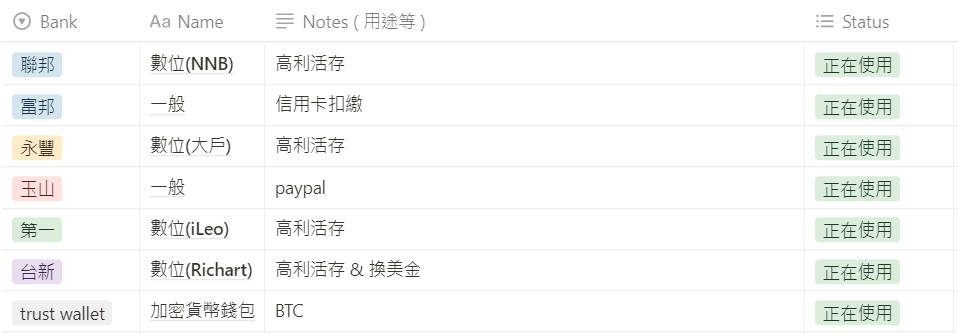 Bank Name Notes ( 用途等 ) Status
聯邦 數位(NNB) 高利活存 正在使用
富邦 一般 信用卡扣繳 正在使用
永豐 數位(大戶) 高利活存 正在使用
玉山 一般 paypal 正在使用
第一 數位(iLeo) 高利活存 正在使用
台新 數位(Richart) 高利活存 & 換美金 正在使用
trust wallet 加密貨幣錢包 BTC 正在使用